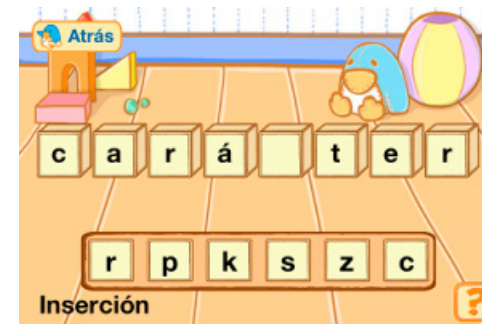 Atrás
c a r á t e r
r p k s z c
Inserción
?